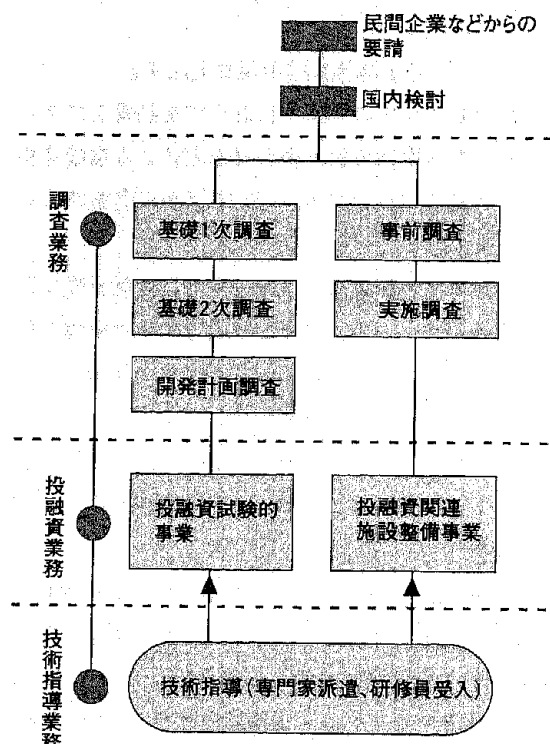 民間企業などからの
要請
国内検討
調査業務
基礎1次調査
事前調査
基礎2次調査
実施調査
開発計画調査
投融資業務
投融資試験的
事業
投融資関連
施設整備事業
技術指導業務
技術指導（専門家派遣、研修員受入）